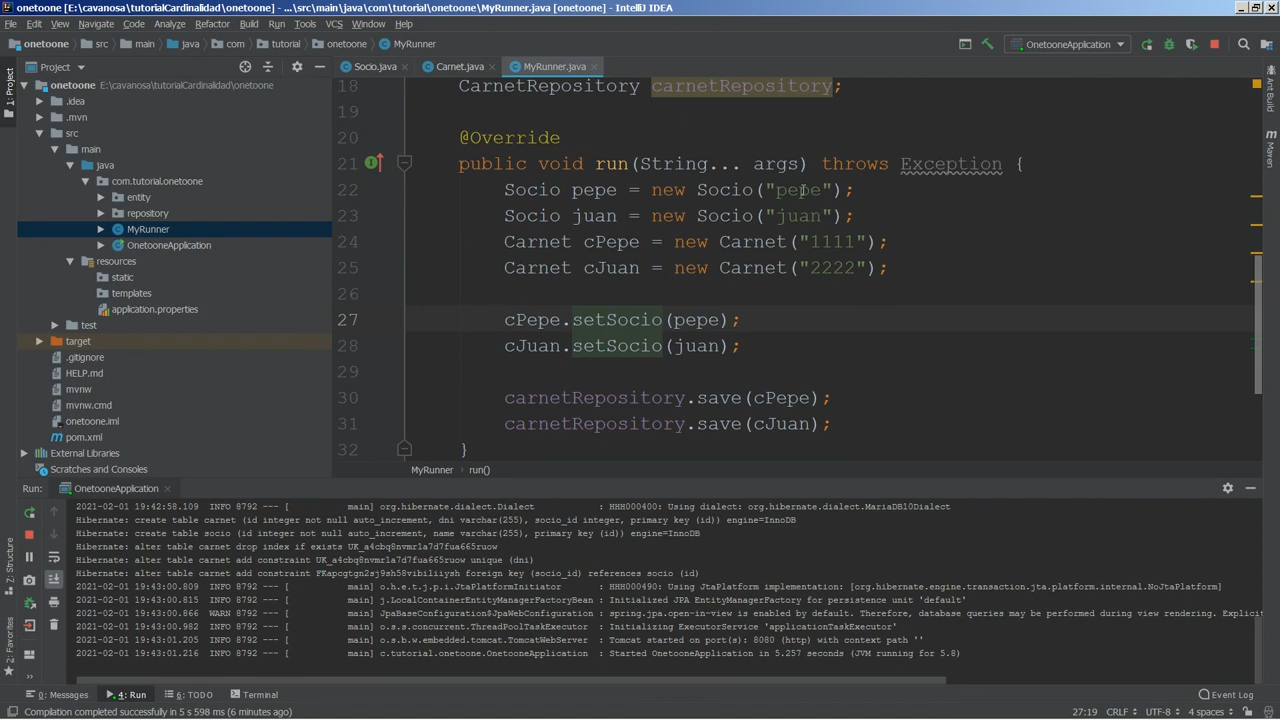 onetoone [E:\cavanosa\tutorialCardinalidad\onetoone] - ...\src\main\java\com\tutorial\onetoone\MyRunner.java [onetoone] - IntelliJ IDEA
File Edit View Navigate Code Analyze Refactor Build Run Tools VCS Window Help
onetoone src main java com tutorial onetoone MyRunner OnetooneApplication
Project
Socio.java Carnet.java MyRunner.java
1: Project
onetoone E:\cavanosa\tutorialCardinalidad\onetoone
.idea
.mvn
src
main
java
com.tutorial.onetoone
entity
repository
MyRunner
OnetooneApplication
resources
static
templates
application.properties
test
target
.gitignore
HELP.md
mvnw
mvnw.cmd
onetoone.iml
pom.xml
External Libraries
Scratches and Consoles
18 CarnetRepository carnetRepository;
19
20 @Override
21 public void run(String... args) throws Exception {
22 Socio pepe = new Socio("pepe");
23 Socio juan = new Socio("juan");
24 Carnet cPepe = new Carnet("1111");
25 Carnet cJuan = new Carnet("2222");
26
27 cPepe.setSocio(pepe);
28 cJuan.setSocio(juan);
29
30 carnetRepository.save(cPepe);
31 carnetRepository.save(cJuan);
32 }
MyRunner run()
Ant Build
Maven
Run: OnetooneApplication
2021-02-01 19:42:58.109 INFO 8792 --- [ main] org.hibernate.dialect.Dialect : HHH000400: Using dialect: org.hibernate.dialect.MariaDB10Dialect
Hibernate: create table carnet (id integer not null auto_increment, dni varchar(255), socio_id integer, primary key (id)) engine=InnoDB
Hibernate: create table socio (id integer not null auto_increment, name varchar(255), primary key (id)) engine=InnoDB
Hibernate: alter table carnet drop index if exists UK_a4cbq8nvmrla7d7fua665ruow
Hibernate: alter table carnet add constraint UK_a4cbq8nvmrla7d7fua665ruow unique (dni)
Hibernate: alter table carnet add constraint FKapcgtgn2sj9sh58vibiliiysh foreign key (socio_id) references socio (id)
2021-02-01 19:43:00.809 INFO 8792 --- [ main] o.h.e.t.j.p.i.JtaPlatformInitiator : HHH000490: Using JtaPlatform implementation: [org.hibernate.engine.transaction.jta.platform.internal.NoJtaPlatform]
2021-02-01 19:43:00.815 INFO 8792 --- [ main] j.LocalContainerEntityManagerFactoryBean : Initialized JPA EntityManagerFactory for persistence unit 'default'
2021-02-01 19:43:00.866 WARN 8792 --- [ main] JpaBaseConfiguration$JpaWebConfiguration : spring.jpa.open-in-view is enabled by default. Therefore, database queries may be performed during view rendering. Explicit
2021-02-01 19:43:00.982 INFO 8792 --- [ main] o.s.s.concurrent.ThreadPoolTaskExecutor : Initializing ExecutorService 'applicationTaskExecutor'
2021-02-01 19:43:01.205 INFO 8792 --- [ main] o.s.b.w.embedded.tomcat.TomcatWebServer : Tomcat started on port(s): 8080 (http) with context path ''
2021-02-01 19:43:01.216 INFO 8792 --- [ main] c.tutorial.onetoone.OnetooneApplication : Started OnetooneApplication in 5.257 seconds (JVM running for 5.8)
Z: Structure
2: Favorites
0: Messages 4: Run 6: TODO Terminal Event Log
Compilation completed successfully in 5 s 598 ms (6 minutes ago) 27:19 CRLF UTF-8 4 spaces